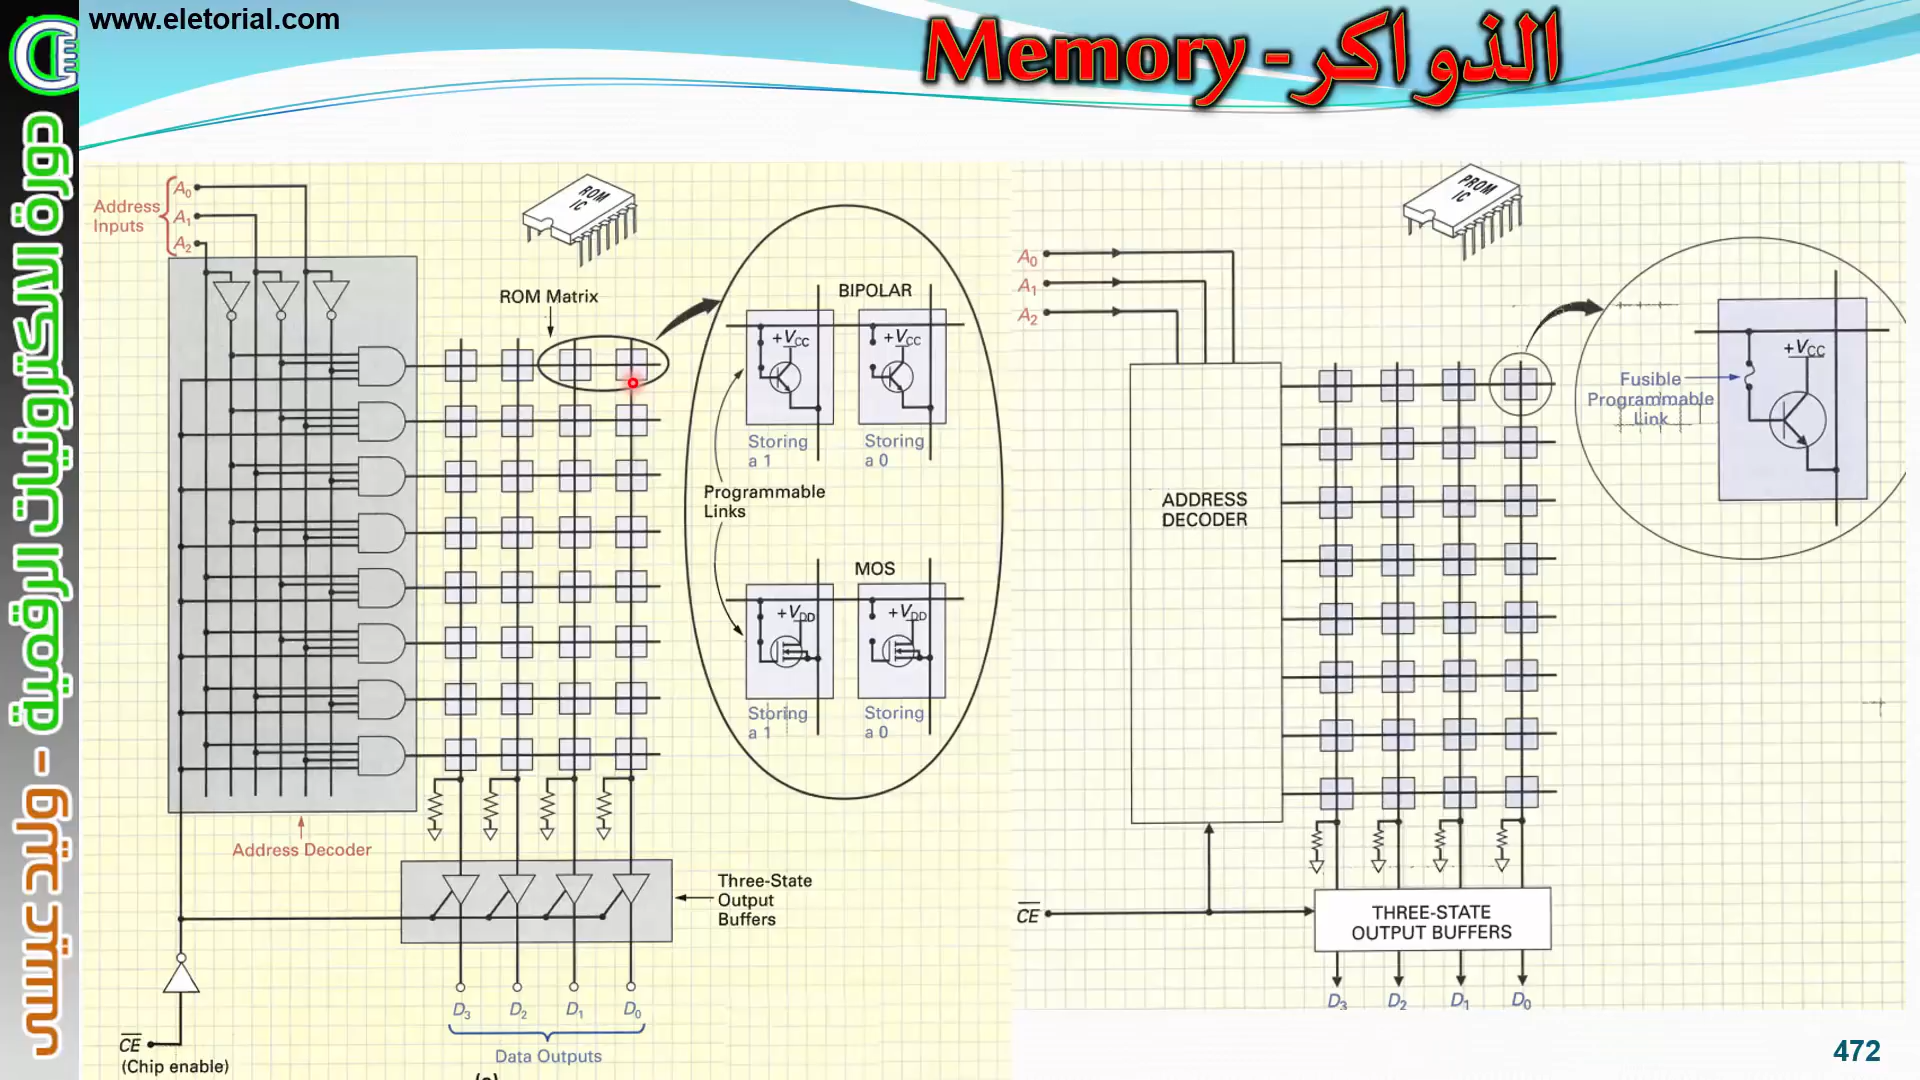 www.eletorial.com
الذواكر - Memory
دورة الالكترونيات الرقمية - وليد عيسى
Address
Inputs
A0
A1
A2
ROM
IC
ROM Matrix
BIPOLAR
+VCC
+VCC
Storing
a 1
Storing
a 0
Programmable
Links
MOS
+VDD
+VDD
Storing
a 1
Storing
a 0
Address Decoder
Three-State
Output
Buffers
D3 D2 D1 D0
Data Outputs
CE
(Chip enable)
PROM
IC
A0
A1
A2
ADDRESS
DECODER
+VCC
Fusible
Programmable
Link
CE
THREE-STATE
OUTPUT BUFFERS
D3 D2 D1 D0
472